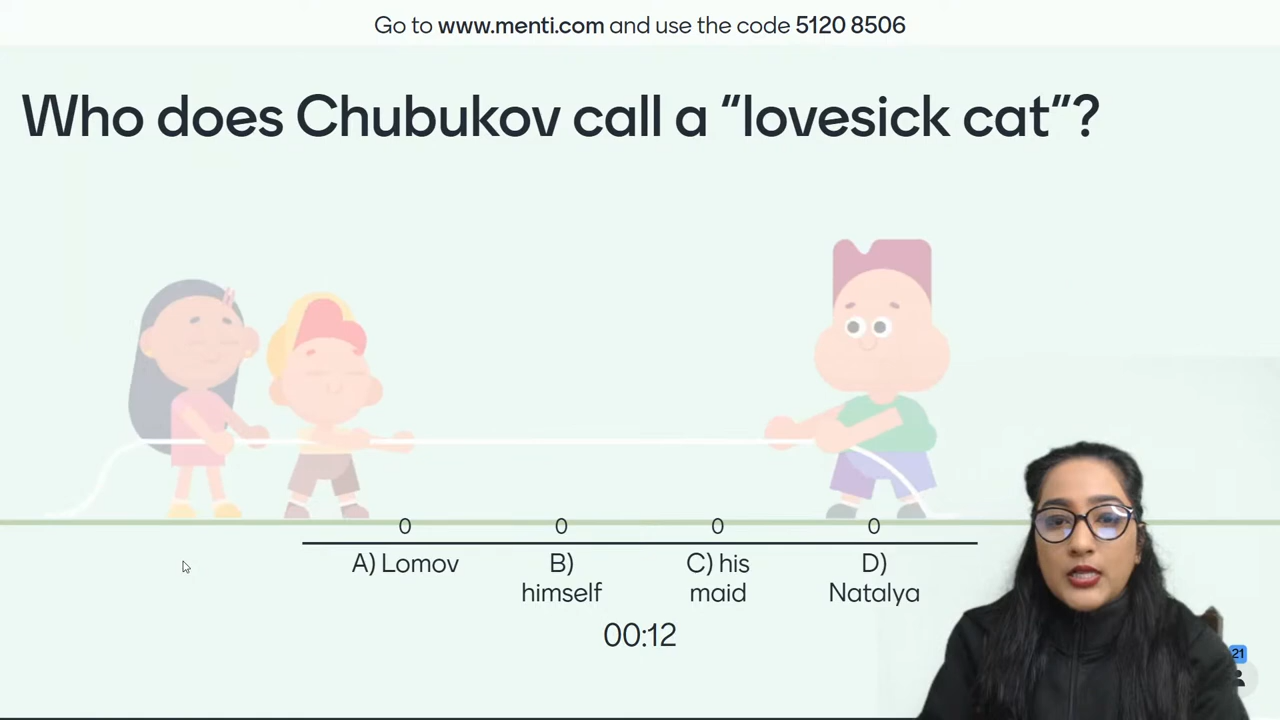 Go to www.menti.com and use the code 5120 8506
Who does Chubukov call a “lovesick cat”?
0 0 0 0
A) Lomov B) himself C) his maid D) Natalya
00:12
21